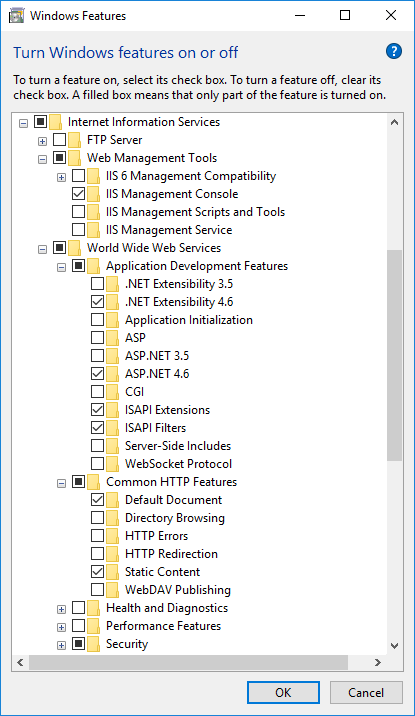 Windows Features
Turn Windows features on or off
?
To turn a feature on, select its check box. To turn a feature off, clear its
check box. A filled box means that only part of the feature is turned on.
Internet Information Services
FTP Server
Web Management Tools
IIS 6 Management Compatibility
IIS Management Console
IIS Management Scripts and Tools
IIS Management Service
World Wide Web Services
Application Development Features
.NET Extensibility 3.5
.NET Extensibility 4.6
Application Initialization
ASP
ASP.NET 3.5
ASP.NET 4.6
CGI
ISAPI Extensions
ISAPI Filters
Server-Side Includes
WebSocket Protocol
Common HTTP Features
Default Document
Directory Browsing
HTTP Errors
HTTP Redirection
Static Content
WebDAV Publishing
Health and Diagnostics
Performance Features
Security
OK
Cancel